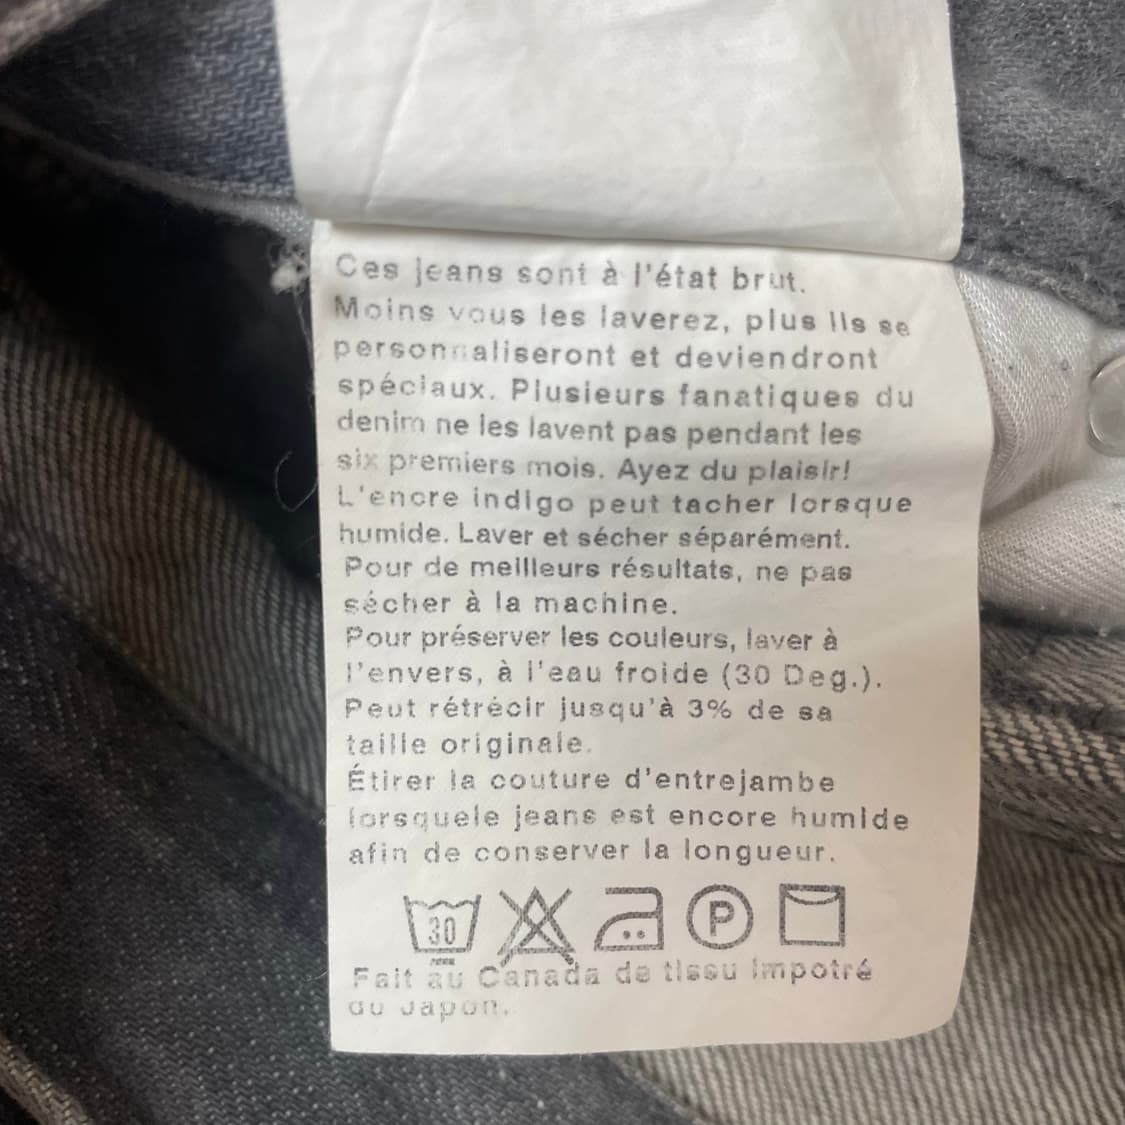 Ces jeans sont à l'état brut.
Moins vous les laverez, plus ils se
personnaliseront et deviendront
spéciaux. Plusieurs fanatiques du
denim ne les lavent pas pendant les
six premiers mois. Ayez du plaisir!
L'encre indigo peut tacher lorsque
humide. Laver et sécher séparément.
Pour de meilleurs résultats, ne pas
sécher à la machine.
Pour préserver les couleurs, laver à
l'envers, à l'eau froide (30 Deg.).
Peut rétrécir jusqu'à 3% de sa
taille originale.
Étirer la couture d'entrejambe
lorsquele jeans est encore humide
afin de conserver la longueur.
30 P
Fait au Canada de tissu impotré
du Japon.